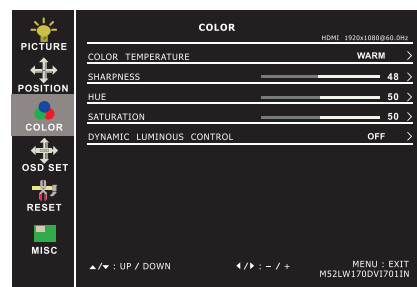 PICTURE
POSITION
COLOR
OSD SET
RESET
MISC
COLOR
HDMI 1920x1080@60.0Hz
COLOR TEMPERATURE WARM >
SHARPNESS 48 >
HUE 50 >
SATURATION 50 >
DYNAMIC LUMINOUS CONTROL OFF >
▲/▼ : UP / DOWN ◀/▶ : – / + MENU : EXIT
M52LW170DVI701IN